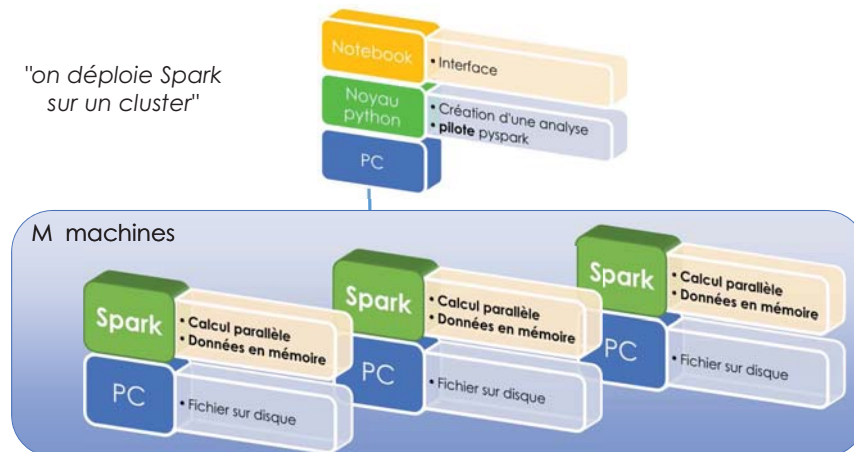 "on déploie Spark
sur un cluster"
Notebook
• Interface
Noyau
python
• Création d'une analyse
• pilote pyspark
PC
M machines
Spark
• Calcul parallèle
• Données en mémoire
PC
• Fichier sur disque
Spark
• Calcul parallèle
• Données en mémoire
PC
• Fichier sur disque
Spark
• Calcul parallèle
• Données en mémoire
PC
• Fichier sur disque